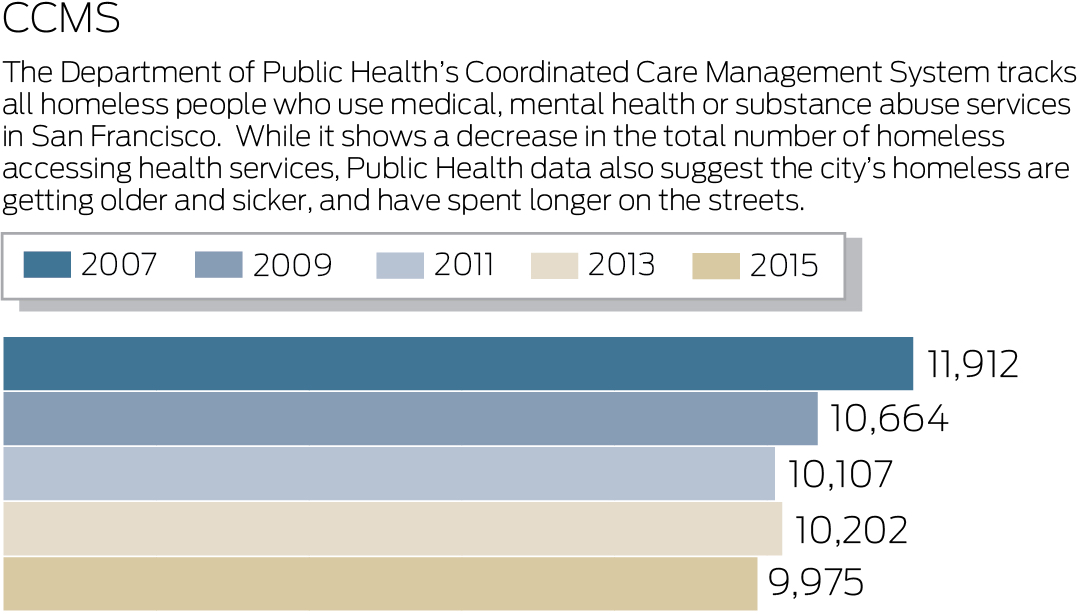 CCMS
The Department of Public Health’s Coordinated Care Management System tracks
all homeless people who use medical, mental health or substance abuse services
in San Francisco.  While it shows a decrease in the total number of homeless
accessing health services, Public Health data also suggest the city’s homeless are
getting older and sicker, and have spent longer on the streets.
2007 2009 2011 2013 2015
11,912
10,664
10,107
10,202
9,975